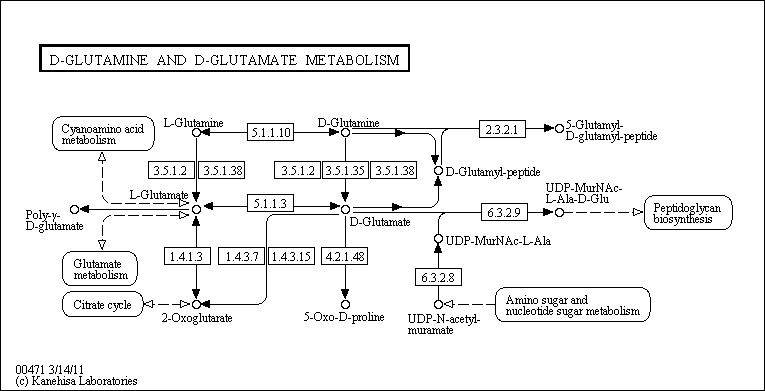 D-GLUTAMINE AND D-GLUTAMATE METABOLISM
Cyanoamino acid
metabolism
L-Glutamine
5.1.1.10
D-Glutamine
2.3.2.1
5-Glutamyl-
D-glutamyl-peptide
3.5.1.2
3.5.1.38
3.5.1.2
3.5.1.35
3.5.1.38
D-Glutamyl-peptide
L-Glutamate
Poly-γ-
D-glutamate
5.1.1.3
D-Glutamate
6.3.2.9
UDP-MurNAc-
L-Ala-D-Glu
Peptidoglycan
biosynthesis
UDP-MurNAc-L-Ala
Glutamate
metabolism
1.4.1.3
1.4.3.7
1.4.3.15
4.2.1.48
6.3.2.8
Citrate cycle
2-Oxoglutarate
5-Oxo-D-proline
UDP-N-acetyl-
muramate
Amino sugar and
nucleotide sugar metabolism
00471 3/14/11
(c) Kanehisa Laboratories